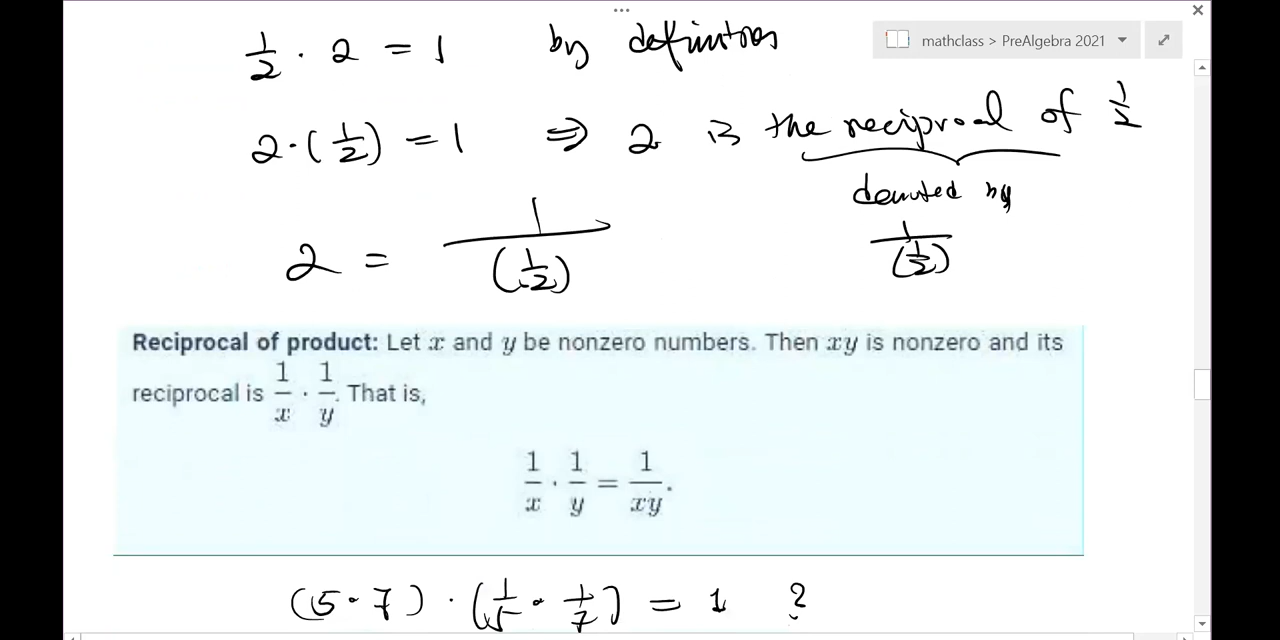 1/2 · 2 = 1 by definition
mathclass > PreAlgebra 2021
2 · (1/2) = 1 ⇒ 2 is the reciprocal of 1/2
denoted by
2 = 1/(1/2) 1/(1/2)
Reciprocal of product: Let x and y be nonzero numbers. Then xy is nonzero and its
reciprocal is 1/x · 1/y. That is,
1/x · 1/y = 1/xy.
(5 · 7) · (1/5 · 1/7) = 1 ?